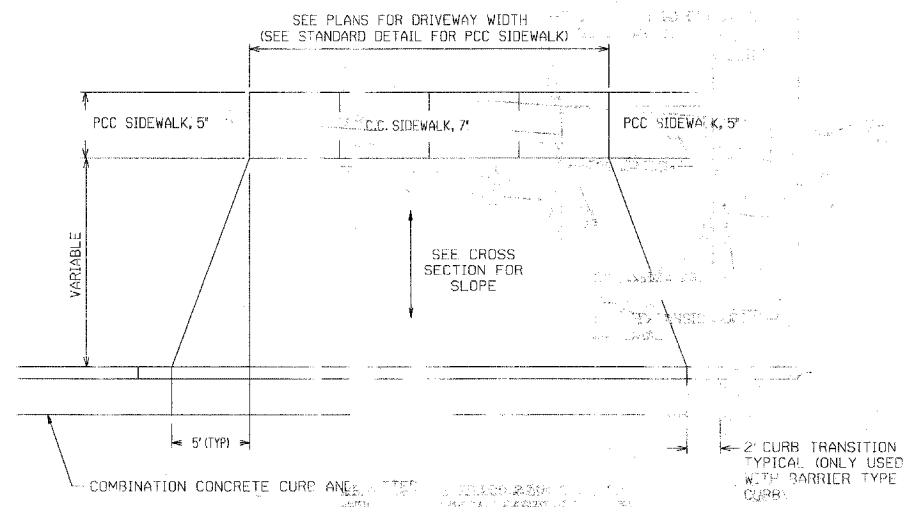 SEE PLANS FOR DRIVEWAY WIDTH
(SEE STANDARD DETAIL FOR PCC SIDEWALK)
PCC SIDEWALK, 5"
C.C. SIDEWALK, 7"
PCC SIDEWALK, 5"
VARIABLE
SEE CROSS
SECTION FOR
SLOPE
5' (TYP)
2' CURB TRANSITION
TYPICAL (ONLY USED
WITH BARRIER TYPE
CURB)
COMBINATION CONCRETE CURB AND